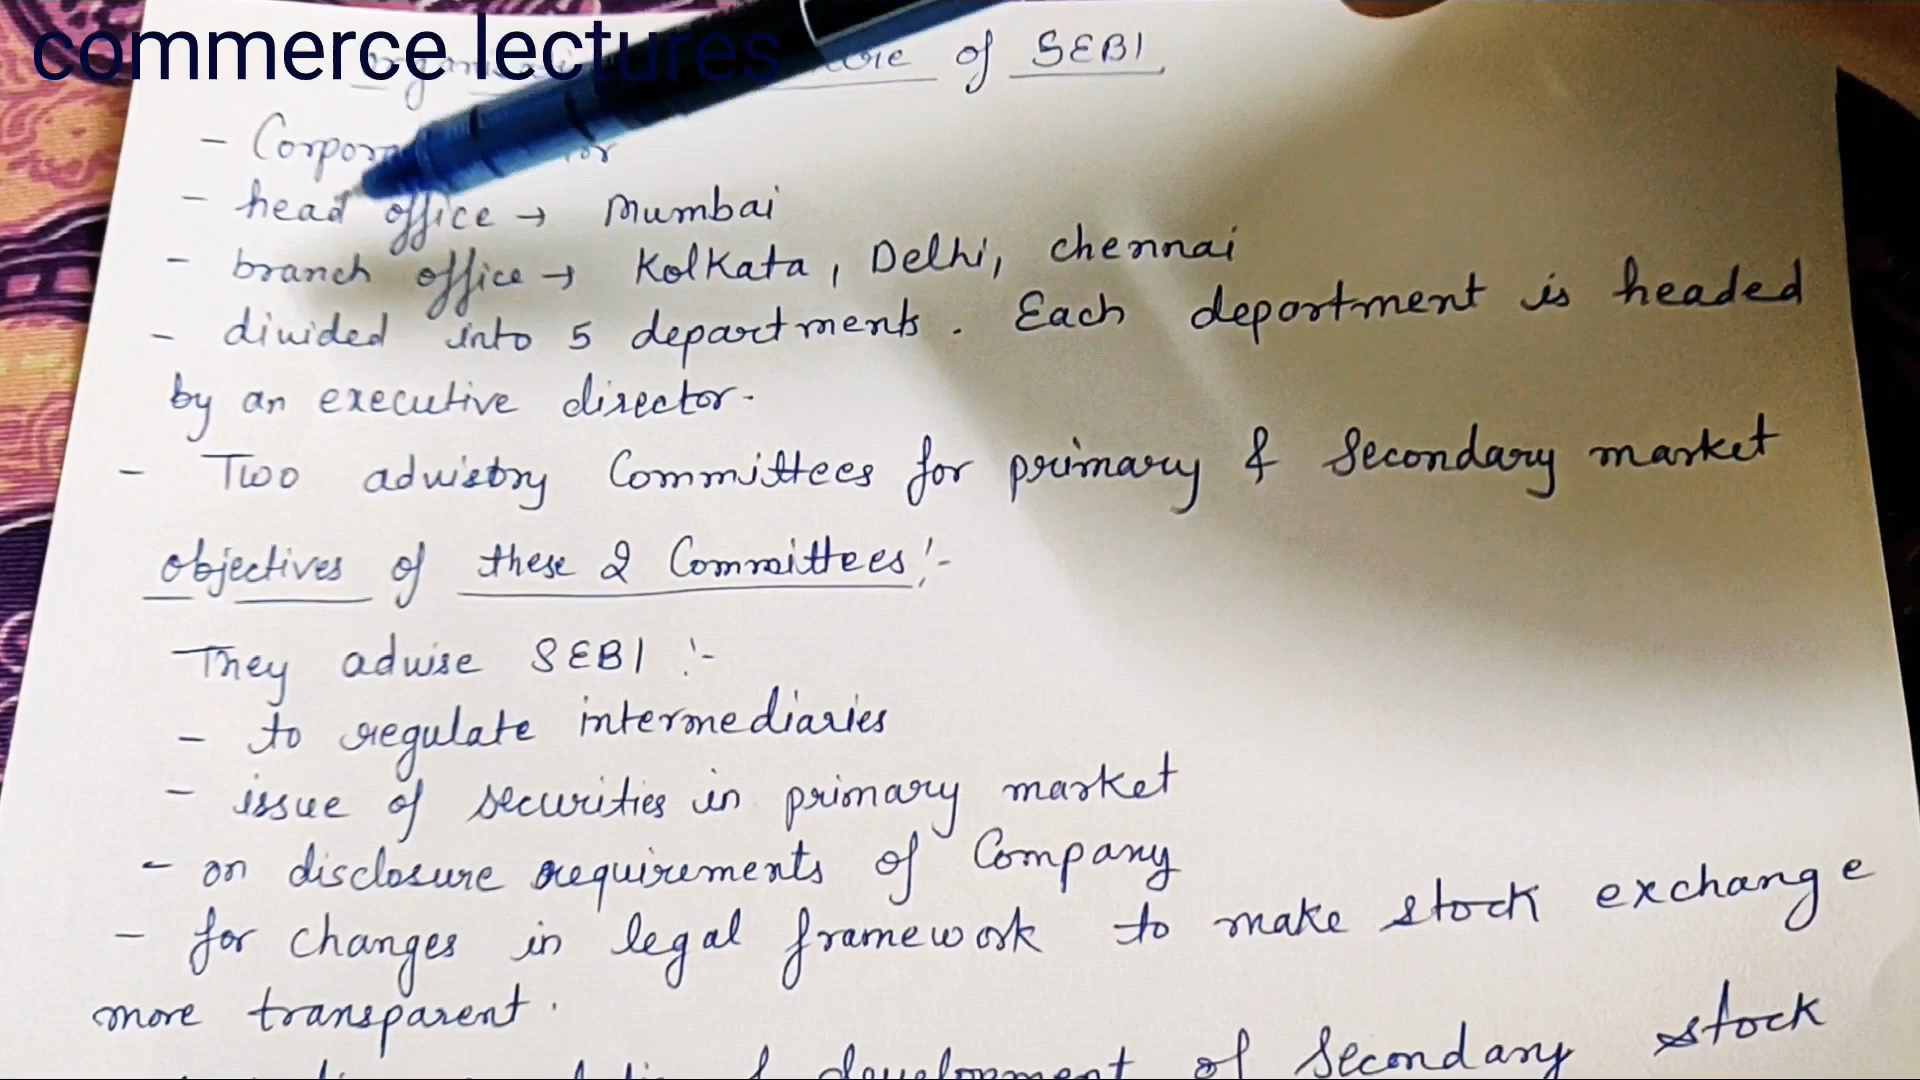 commerce lectures
of SEBI
- head office → Mumbai
- branch office → Kolkata, Delhi, chennai
- divided into 5 departments. Each department is headed
by an executive director.
- Two advisory Committees for primary & Secondary market
objectives of these 2 Committees :-
They advise SEBI :-
- to regulate intermediaries
- issue of securities in primary market
- on disclosure requirements of Company
- for changes in legal framework to make stock exchange
more transparent.
development of Secondary stock